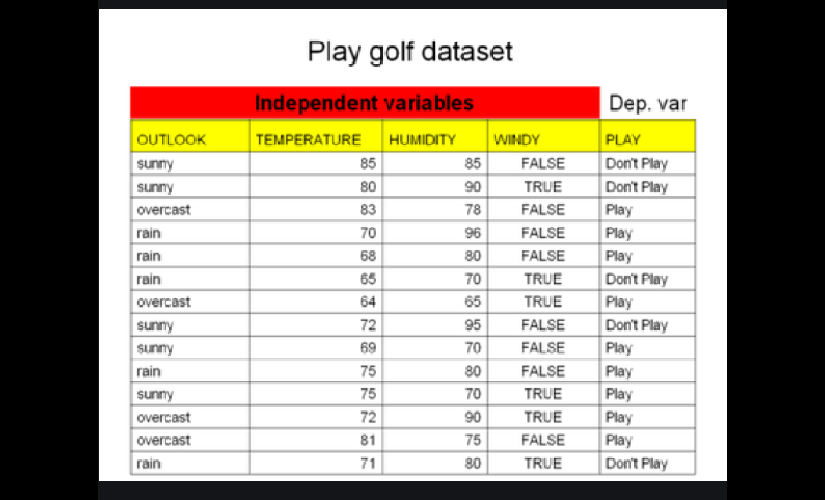 Play golf dataset
Independent variables Dep. var
OUTLOOK TEMPERATURE HUMIDITY WINDY PLAY
sunny 85 85 FALSE Don't Play
sunny 80 90 TRUE Don't Play
overcast 83 78 FALSE Play
rain 70 96 FALSE Play
rain 68 80 FALSE Play
rain 65 70 TRUE Don't Play
overcast 64 65 TRUE Play
sunny 72 95 FALSE Don't Play
sunny 69 70 FALSE Play
rain 75 80 FALSE Play
sunny 75 70 TRUE Play
overcast 72 90 TRUE Play
overcast 81 75 FALSE Play
rain 71 80 TRUE Don't Play